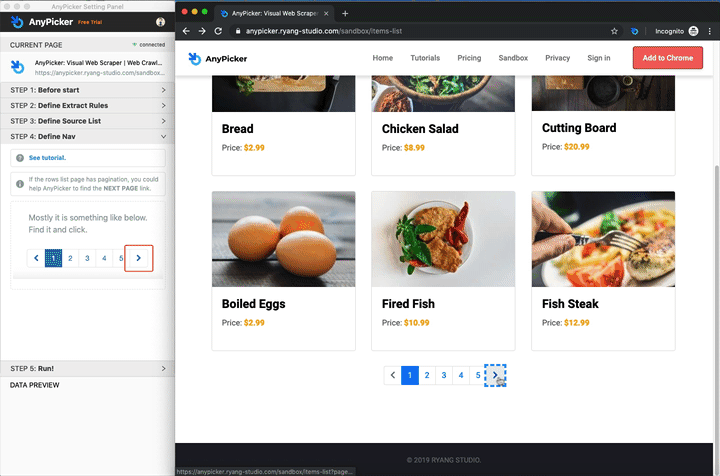 AnyPicker Setting Panel
AnyPicker Free Trial
CURRENT PAGE
connected
AnyPicker: Visual Web Scraper | Web Crawl...
https://anypicker.ryang-studio.com/sandbox...
STEP 1: Before start
STEP 2: Define Extract Rules
STEP 3: Define Source List
STEP 4: Define Nav
See tutorial.
If the rows list page has pagination, you could
help AnyPicker to find the NEXT PAGE link.
Mostly it is something like below.
Find it and click.
1 2 3 4 5
STEP 5: Run!
DATA PREVIEW
AnyPicker: Visual Web Scraper
anypicker.ryang-studio.com/sandbox/items-list
Incognito
AnyPicker
Home Tutorials Pricing Sandbox Privacy Sign in Add to Chrome
Bread
Price: $2.99
Chicken Salad
Price: $8.99
Cutting Board
Price: $20.99
Boiled Eggs
Price: $2.99
Fired Fish
Price: $10.99
Fish Steak
Price: $12.99
1 2 3 4 5
© 2019 RYANG STUDIO.
https://anypicker.ryang-studio.com/sandbox/items-list?page...